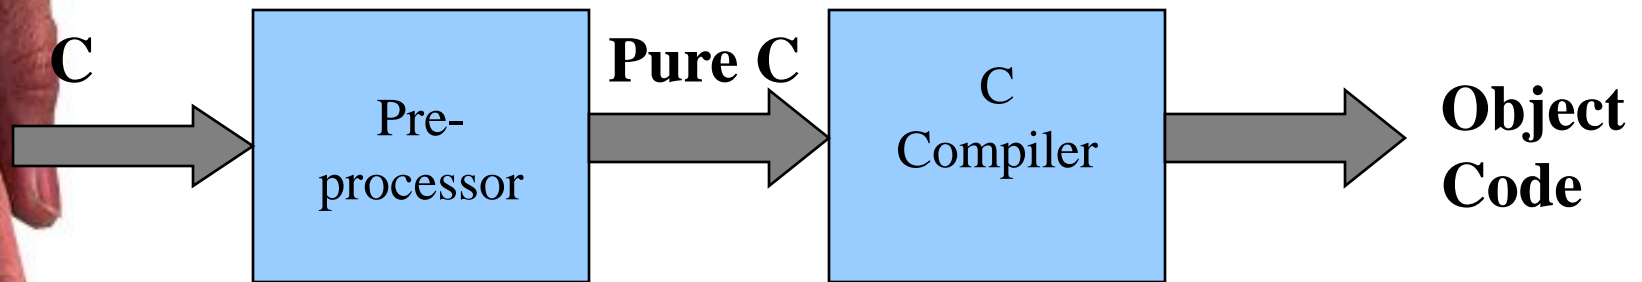 C
Pre-
processor
Pure C
C
Compiler
Object
Code